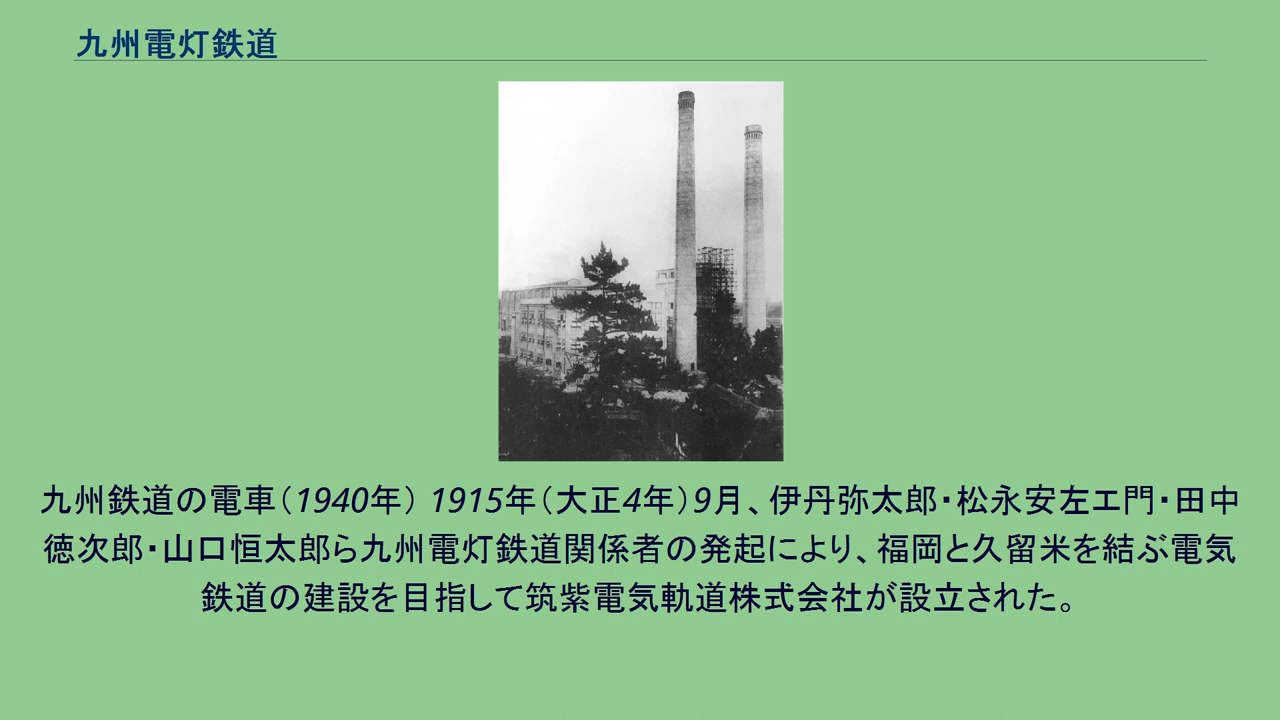 九州電灯鉄道
九州鉄道の電車（1940年） 1915年（大正4年）9月、伊丹弥太郎・松永安左エ門・田中
徳次郎・山口恒太郎ら九州電灯鉄道関係者の発起により、福岡と久留米を結ぶ電気
鉄道の建設を目指して筑紫電気軌道株式会社が設立された。